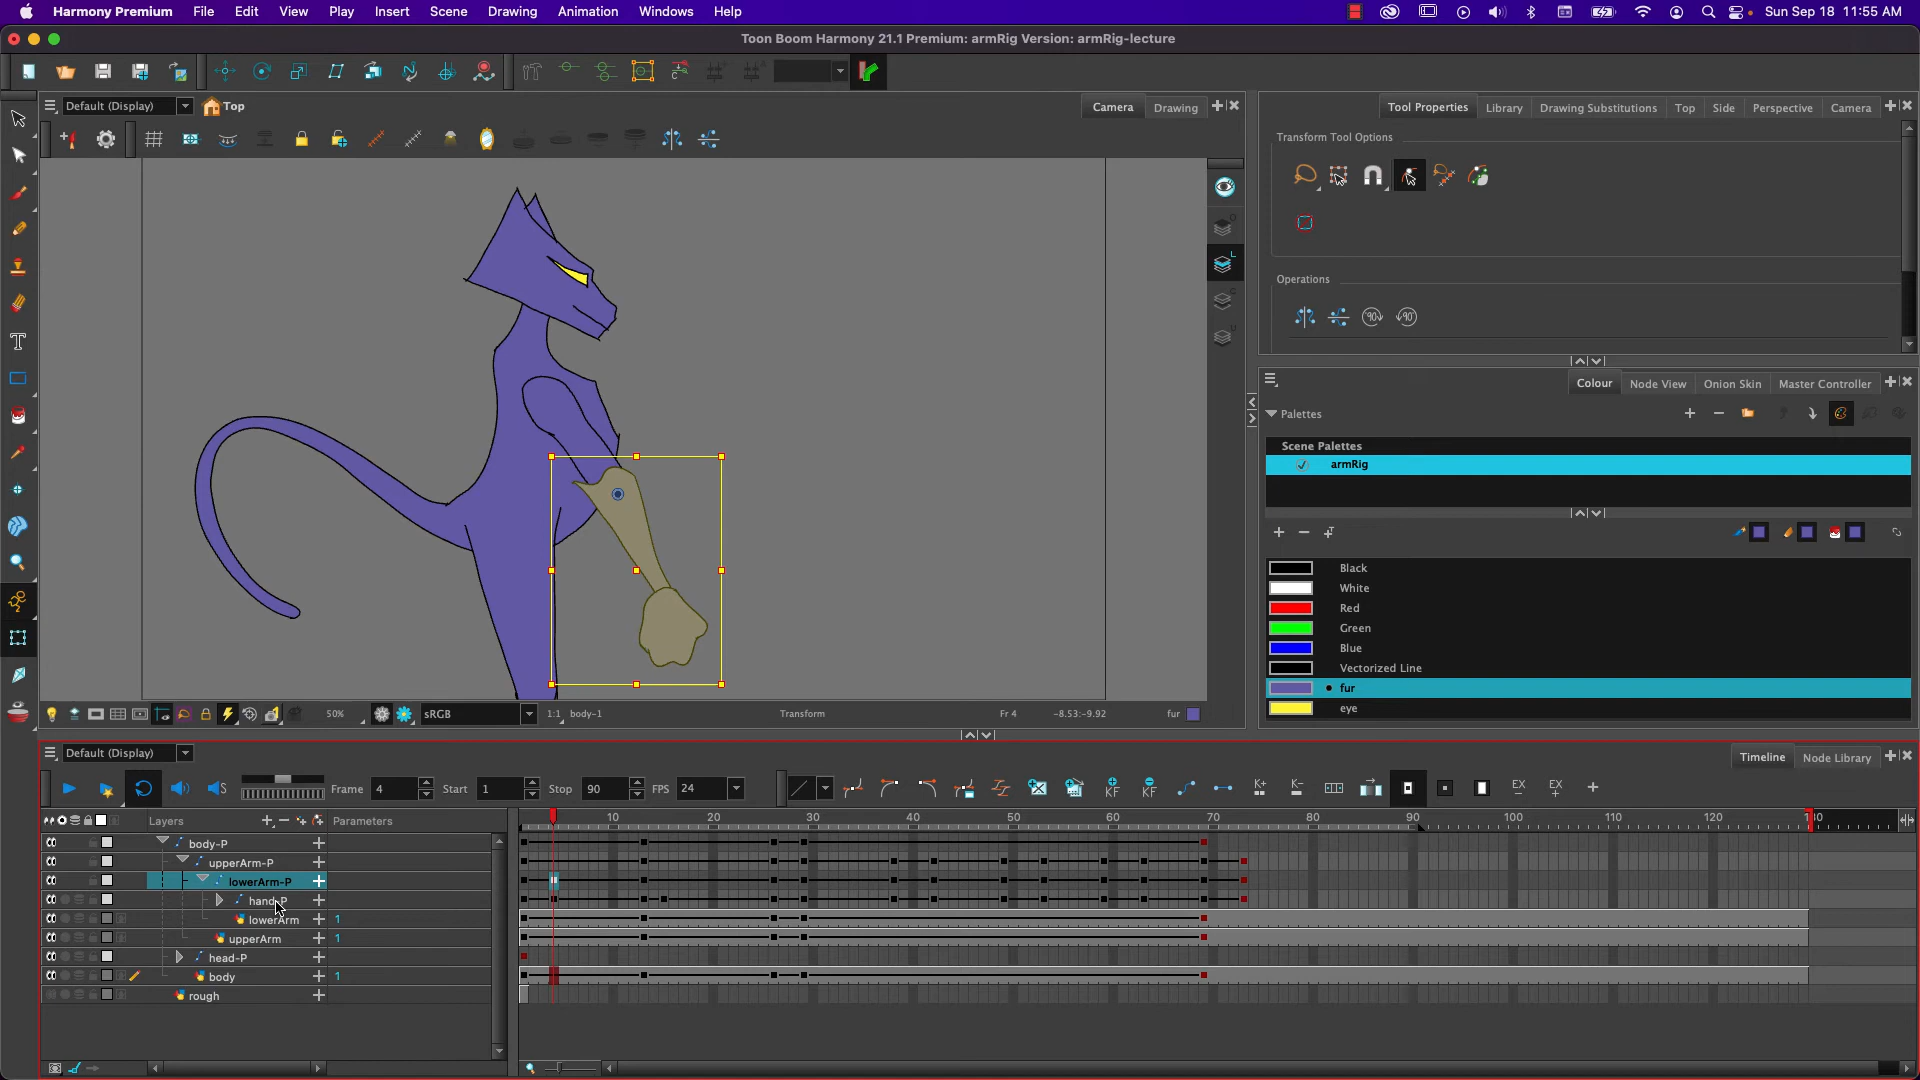 Harmony Premium File Edit View Play Insert Scene Drawing Animation Windows Help Sun Sep 18 11:55 AM
Toon Boom Harmony 21.1 Premium: armRig Version: armRig-lecture
Default (Display) Top Camera Drawing
Tool Properties Library Drawing Substitutions Top Side Perspective Camera
Transform Tool Options
Operations
90 90
Colour Node View Onion Skin Master Controller
Palettes
Scene Palettes
armRig
Black
White
Red
Green
Blue
Vectorized Line
fur
eye
50% sRGB 1:1 body-1 Transform Fr 4 -8.53:-9.92 fur
Default (Display) Timeline Node Library
Frame 4 Start 1 Stop 90 FPS 24 KF KF K+ K- EX EX
Layers Parameters 10 20 30 40 50 60 70 80 90 100 110 120
body-P
upperArm-P
lowerArm-P
hand-P
lowerArm 1
upperArm 1
head-P
body 1
rough